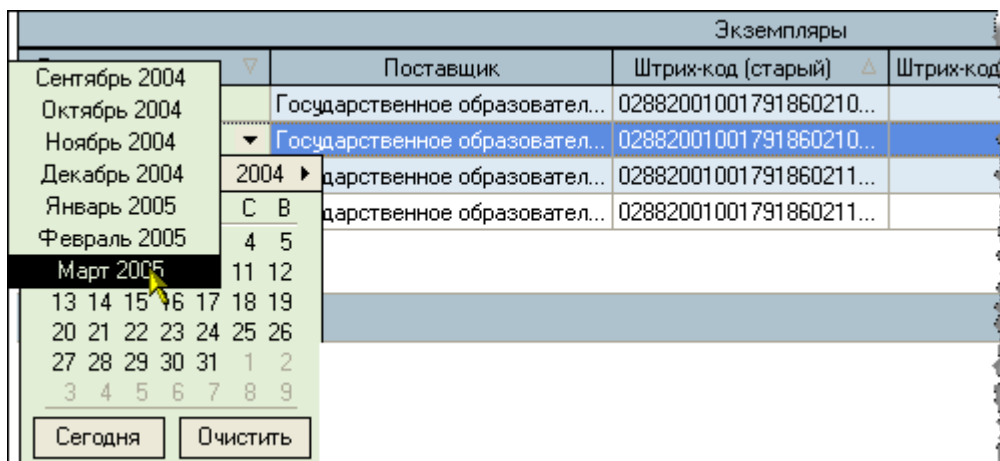 Экземпляры
Поставщик Штрих-код (старый) Штрих-код
Сентябрь 2004
Октябрь 2004
Ноябрь 2004
Декабрь 2004
Январь 2005
Февраль 2005
Март 2005
Государственное образовател... 02882001001791860210...
Государственное образовател... 02882001001791860210...
2004 дарственное образовател... 02882001001791860211...
С В дарственное образовател... 02882001001791860211...
4 5
11 12
13 14 15 16 17 18 19
20 21 22 23 24 25 26
27 28 29 30 31 1 2
3 4 5 6 7 8 9
Сегодня Очистить